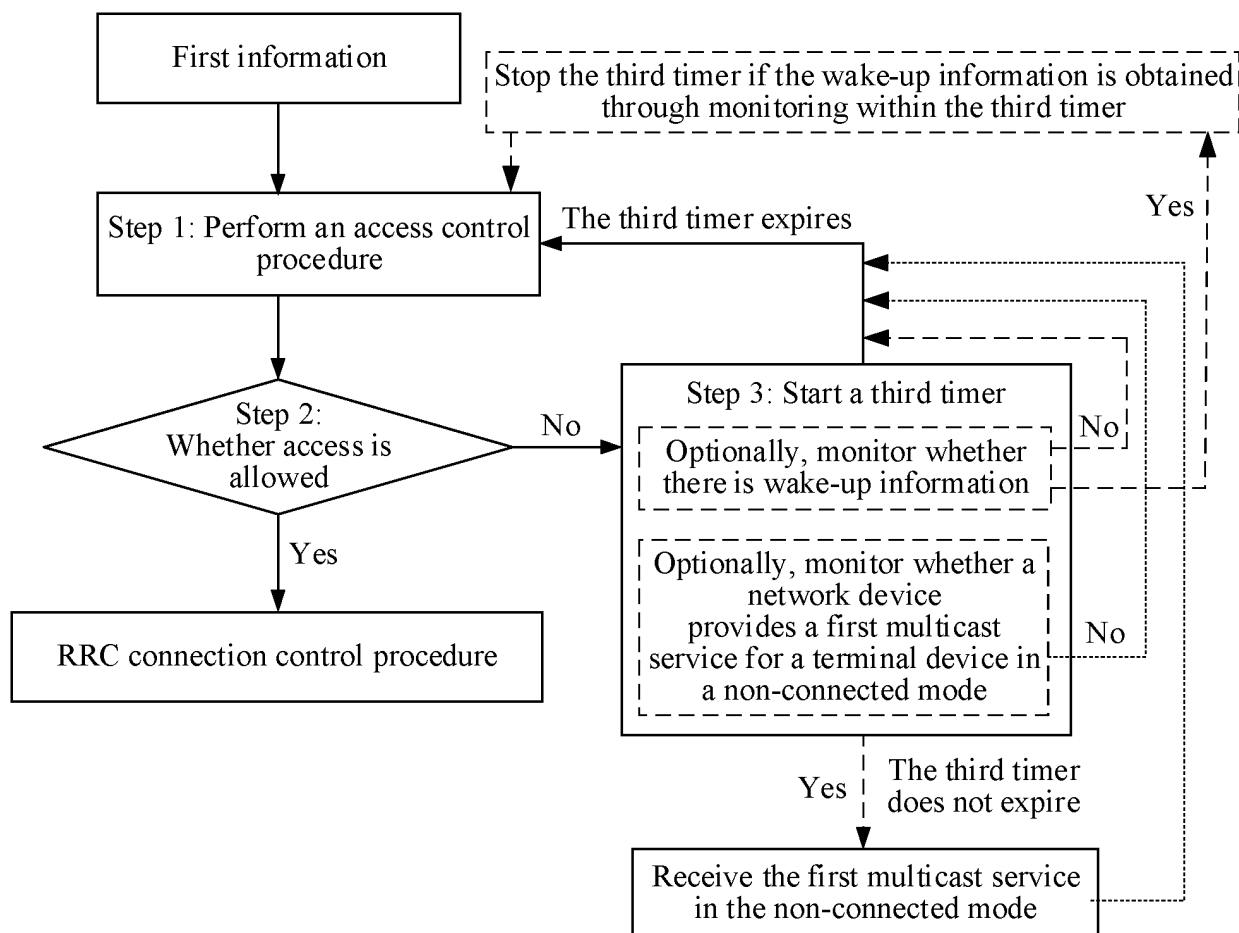 First information
Stop the third timer if the wake-up information is obtained
through monitoring within the third timer
Step 1: Perform an access control
procedure
The third timer expires
Yes
Step 2:
Whether access is
allowed
No
Step 3: Start a third timer
Optionally, monitor whether
there is wake-up information
No
Yes
RRC connection control procedure
Optionally, monitor whether a
network device
provides a first multicast
service for a terminal device in
a non-connected mode
No
Yes
The third timer
does not expire
Receive the first multicast service
in the non-connected mode